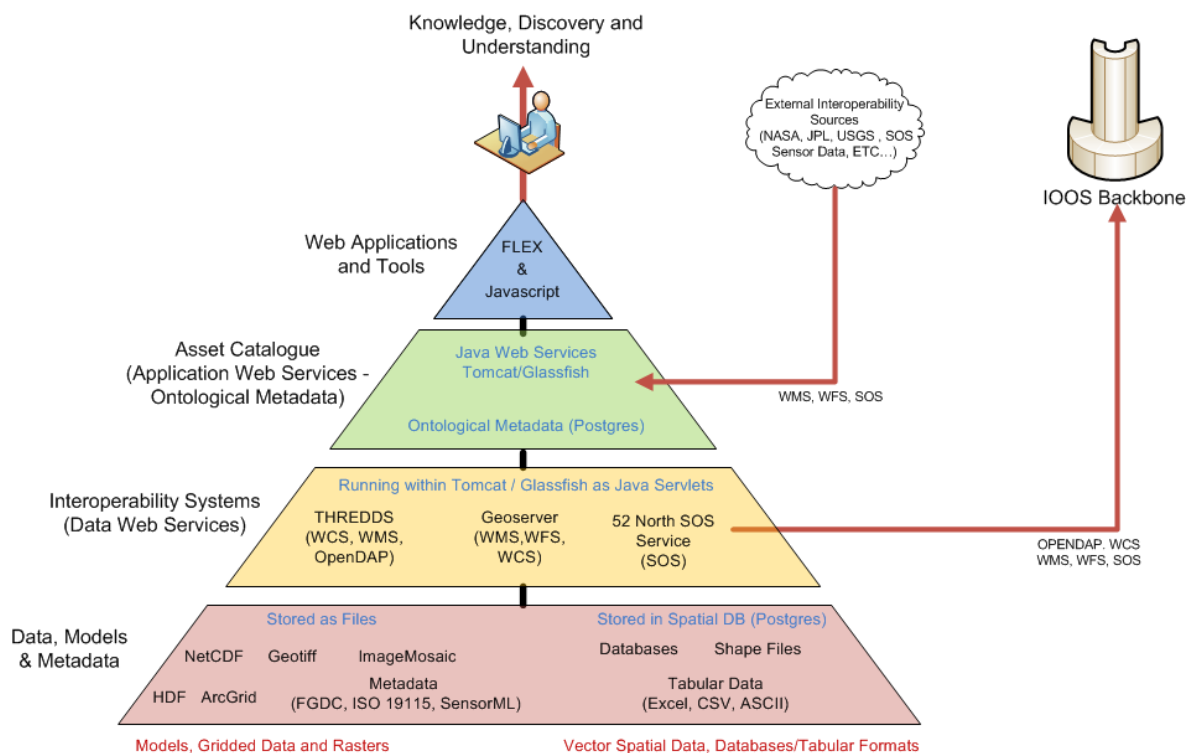 Knowledge, Discovery and
Understanding
External Interoperability
Sources
(NASA, JPL, USGS , SOS
Sensor Data, ETC...)
IOOS Backbone
Web Applications
and Tools
FLEX
&
Javascript
Asset Catalogue
(Application Web Services -
Ontological Metadata)
Java Web Services
Tomcat/Glassfish
Ontological Metadata (Postgres)
WMS, WFS, SOS
Interoperability Systems
(Data Web Services)
Running within Tomcat / Glassfish as Java Servlets
THREDDS
(WCS, WMS,
OpenDAP)
Geoserver
(WMS,WFS,
WCS)
52 North SOS
Service
(SOS)
OPENDAP. WCS
WMS, WFS, SOS
Data, Models
& Metadata
Stored as Files
NetCDF
Geotiff
ImageMosaic
HDF
ArcGrid
Metadata
(FGDC, ISO 19115, SensorML)
Stored in Spatial DB (Postgres)
Databases
Shape Files
Tabular Data
(Excel, CSV, ASCII)
Models, Gridded Data and Rasters
Vector Spatial Data, Databases/Tabular Formats